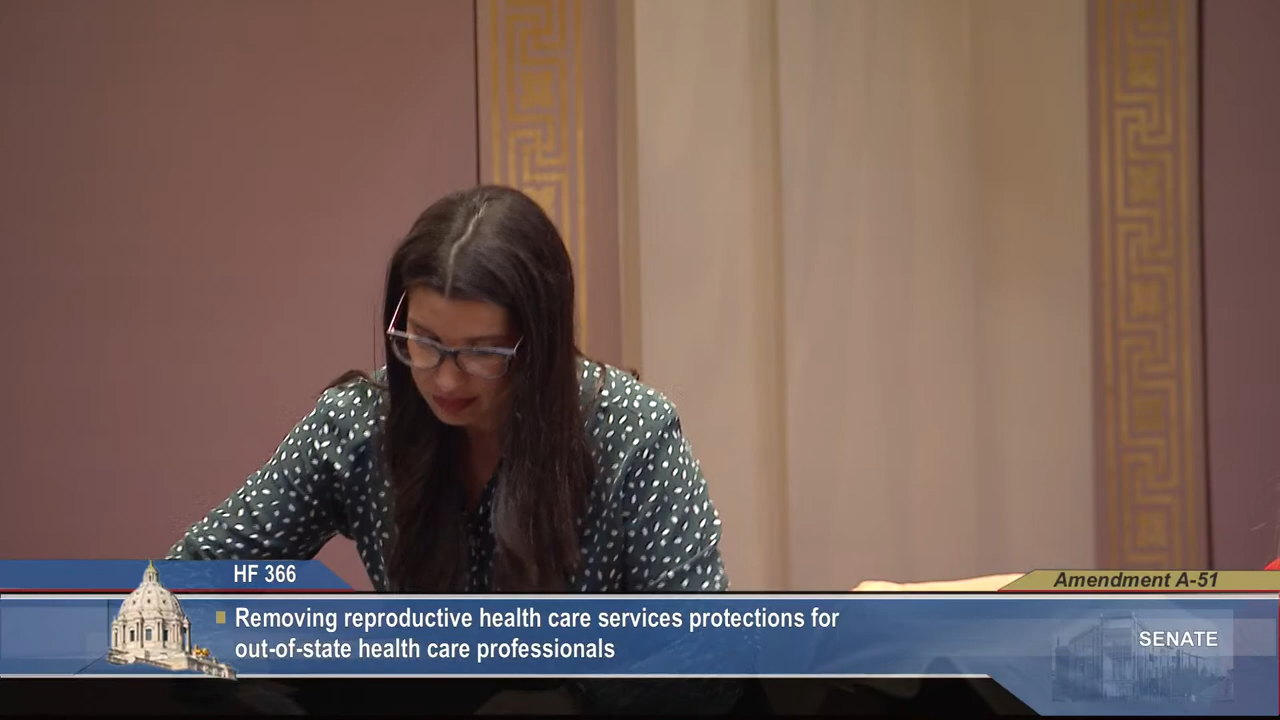 HF 366
Amendment A-51
Removing reproductive health care services protections for
out-of-state health care professionals
SENATE